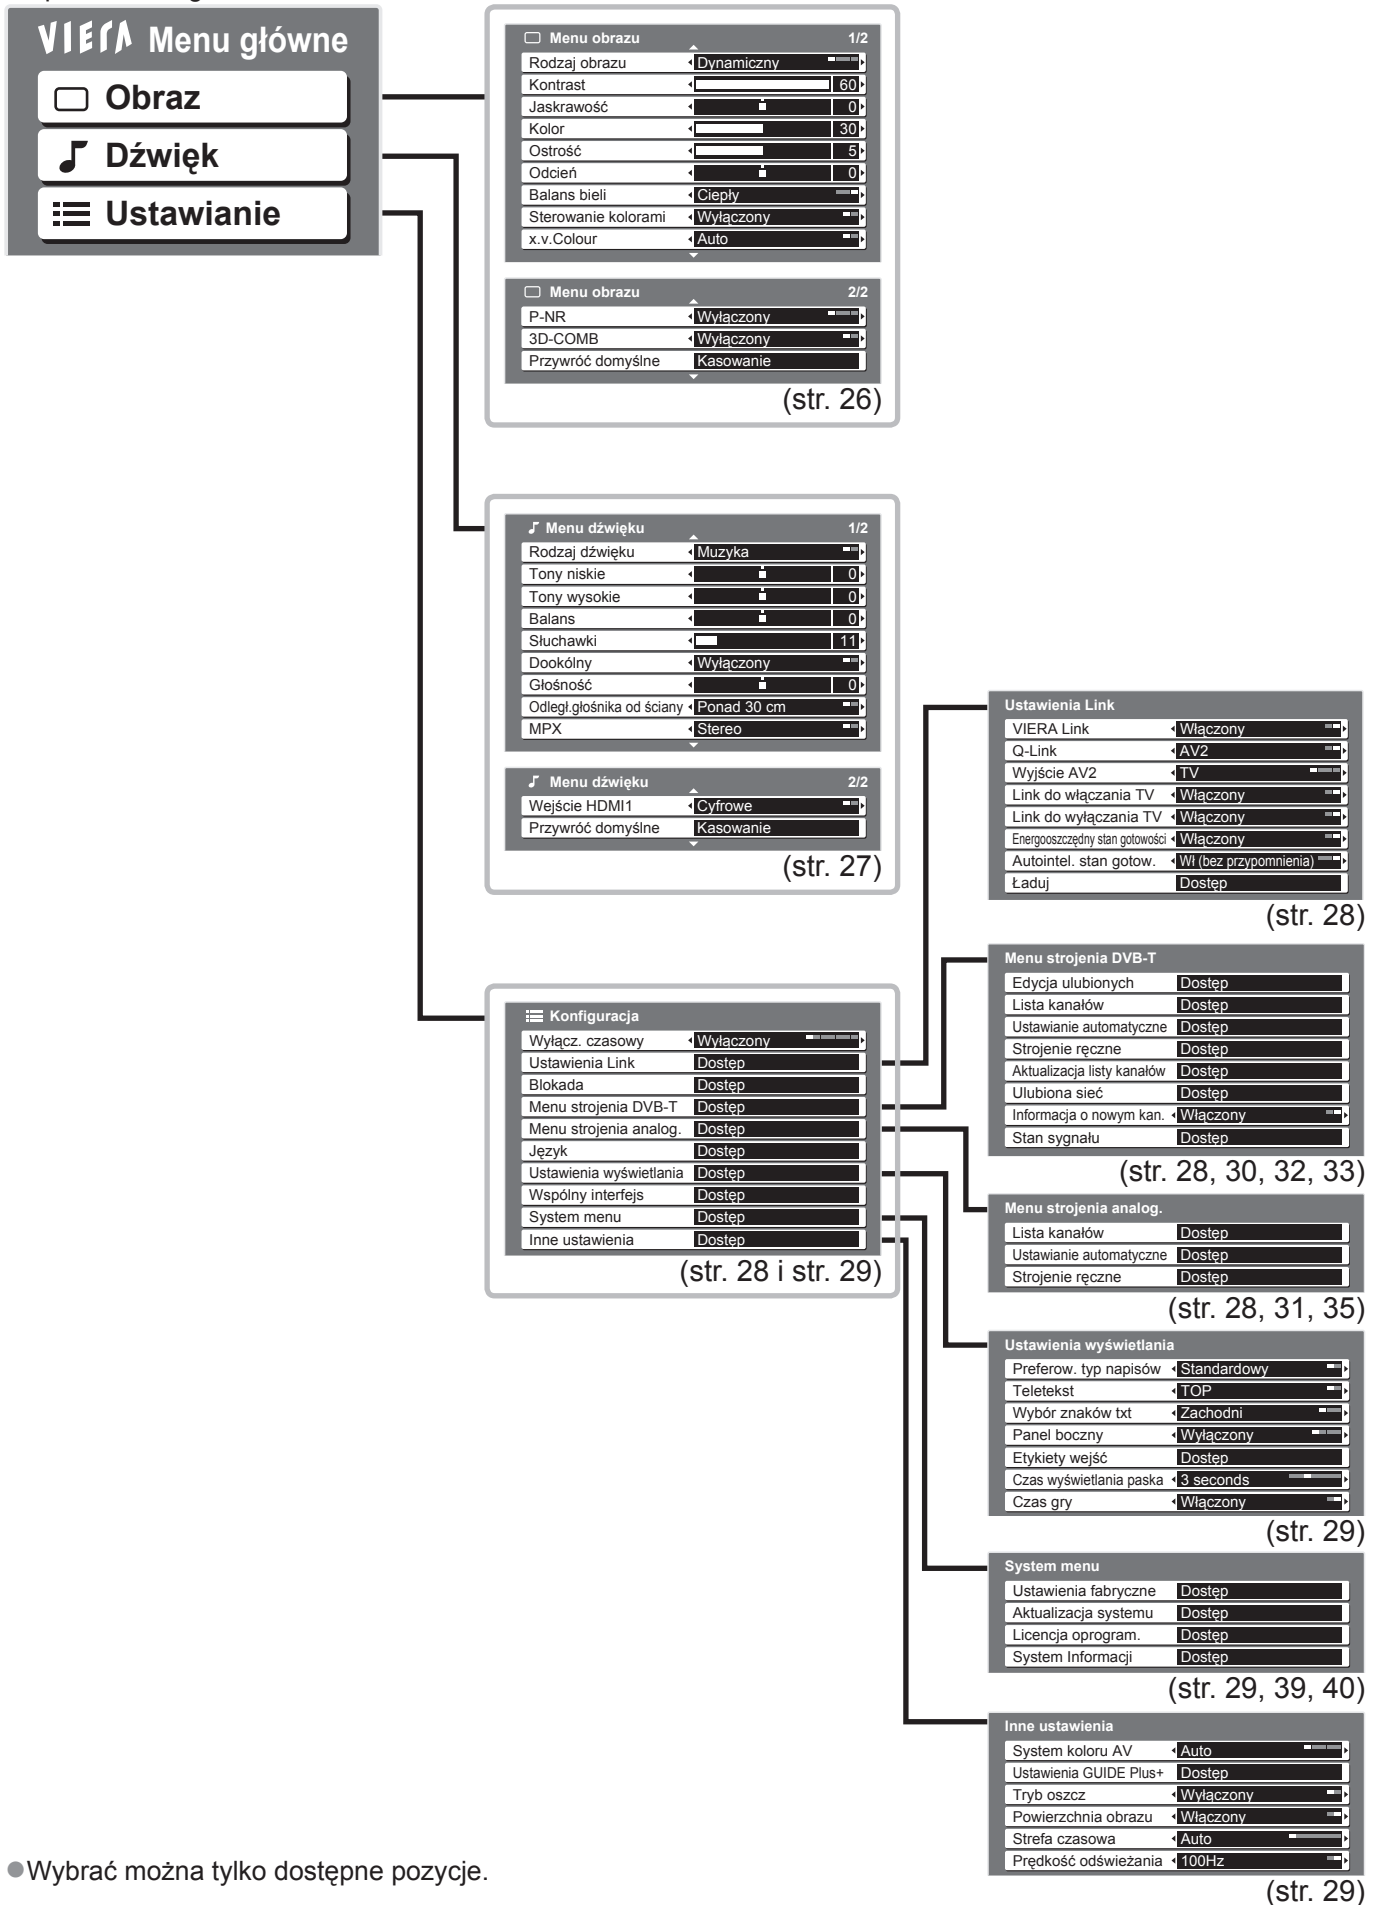 VIERA Menu główne
Obraz
Dźwięk
Ustawianie
Menu obrazu 1/2
Rodzaj obrazu Dynamiczny
Kontrast 60
Jaskrawość 0
Kolor 30
Ostrość 5
Odcień 0
Balans bieli Ciepły
Sterowanie kolorami Wyłączony
x.v.Colour Auto
Menu obrazu 2/2
P-NR Wyłączony
3D-COMB Wyłączony
Przywróć domyślne Kasowanie
(str. 26)
Menu dźwięku 1/2
Rodzaj dźwięku Muzyka
Tony niskie 0
Tony wysokie 0
Balans 0
Słuchawki 11
Dookólny Wyłączony
Głośność 0
Odległ.głośnika od ściany Ponad 30 cm
MPX Stereo
Menu dźwięku 2/2
Wejście HDMI1 Cyfrowe
Przywróć domyślne Kasowanie
(str. 27)
Konfiguracja
Wyłącz. czasowy Wyłączony
Ustawienia Link Dostęp
Blokada Dostęp
Menu strojenia DVB-T Dostęp
Menu strojenia analog. Dostęp
Język Dostęp
Ustawienia wyświetlania Dostęp
Wspólny interfejs Dostęp
System menu Dostęp
Inne ustawienia Dostęp
(str. 28 i str. 29)
Ustawienia Link
VIERA Link Włączony
Q-Link AV2
Wyjście AV2 TV
Link do włączania TV Włączony
Link do wyłączania TV Włączony
Energooszczędny stan gotowości Włączony
Autointel. stan gotow. Wł (bez przypomnienia)
Ładuj Dostęp
(str. 28)
Menu strojenia DVB-T
Edycja ulubionych Dostęp
Lista kanałów Dostęp
Ustawianie automatyczne Dostęp
Strojenie ręczne Dostęp
Aktualizacja listy kanałów Dostęp
Ulubiona sieć Dostęp
Informacja o nowym kan. Włączony
Stan sygnału Dostęp
(str. 28, 30, 32, 33)
Menu strojenia analog.
Lista kanałów Dostęp
Ustawianie automatyczne Dostęp
Strojenie ręczne Dostęp
(str. 28, 31, 35)
Ustawienia wyświetlania
Preferow. typ napisów Standardowy
Teletekst TOP
Wybór znaków txt Zachodni
Panel boczny Wyłączony
Etykiety wejść Dostęp
Czas wyświetlania paska 3 seconds
Czas gry Włączony
(str. 29)
System menu
Ustawienia fabryczne Dostęp
Aktualizacja systemu Dostęp
Licencja oprogram. Dostęp
System Informacji Dostęp
(str. 29, 39, 40)
Inne ustawienia
System koloru AV Auto
Ustawienia GUIDE Plus+ Dostęp
Tryb oszcz Wyłączony
Powierzchnia obrazu Włączony
Strefa czasowa Auto
Prędkość odświeżania 100Hz
(str. 29)
●Wybrać można tylko dostępne pozycje.